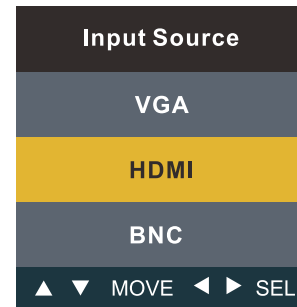 Input Source
VGA
HDMI
BNC
▲ ▼ MOVE ◀ ▶ SEL